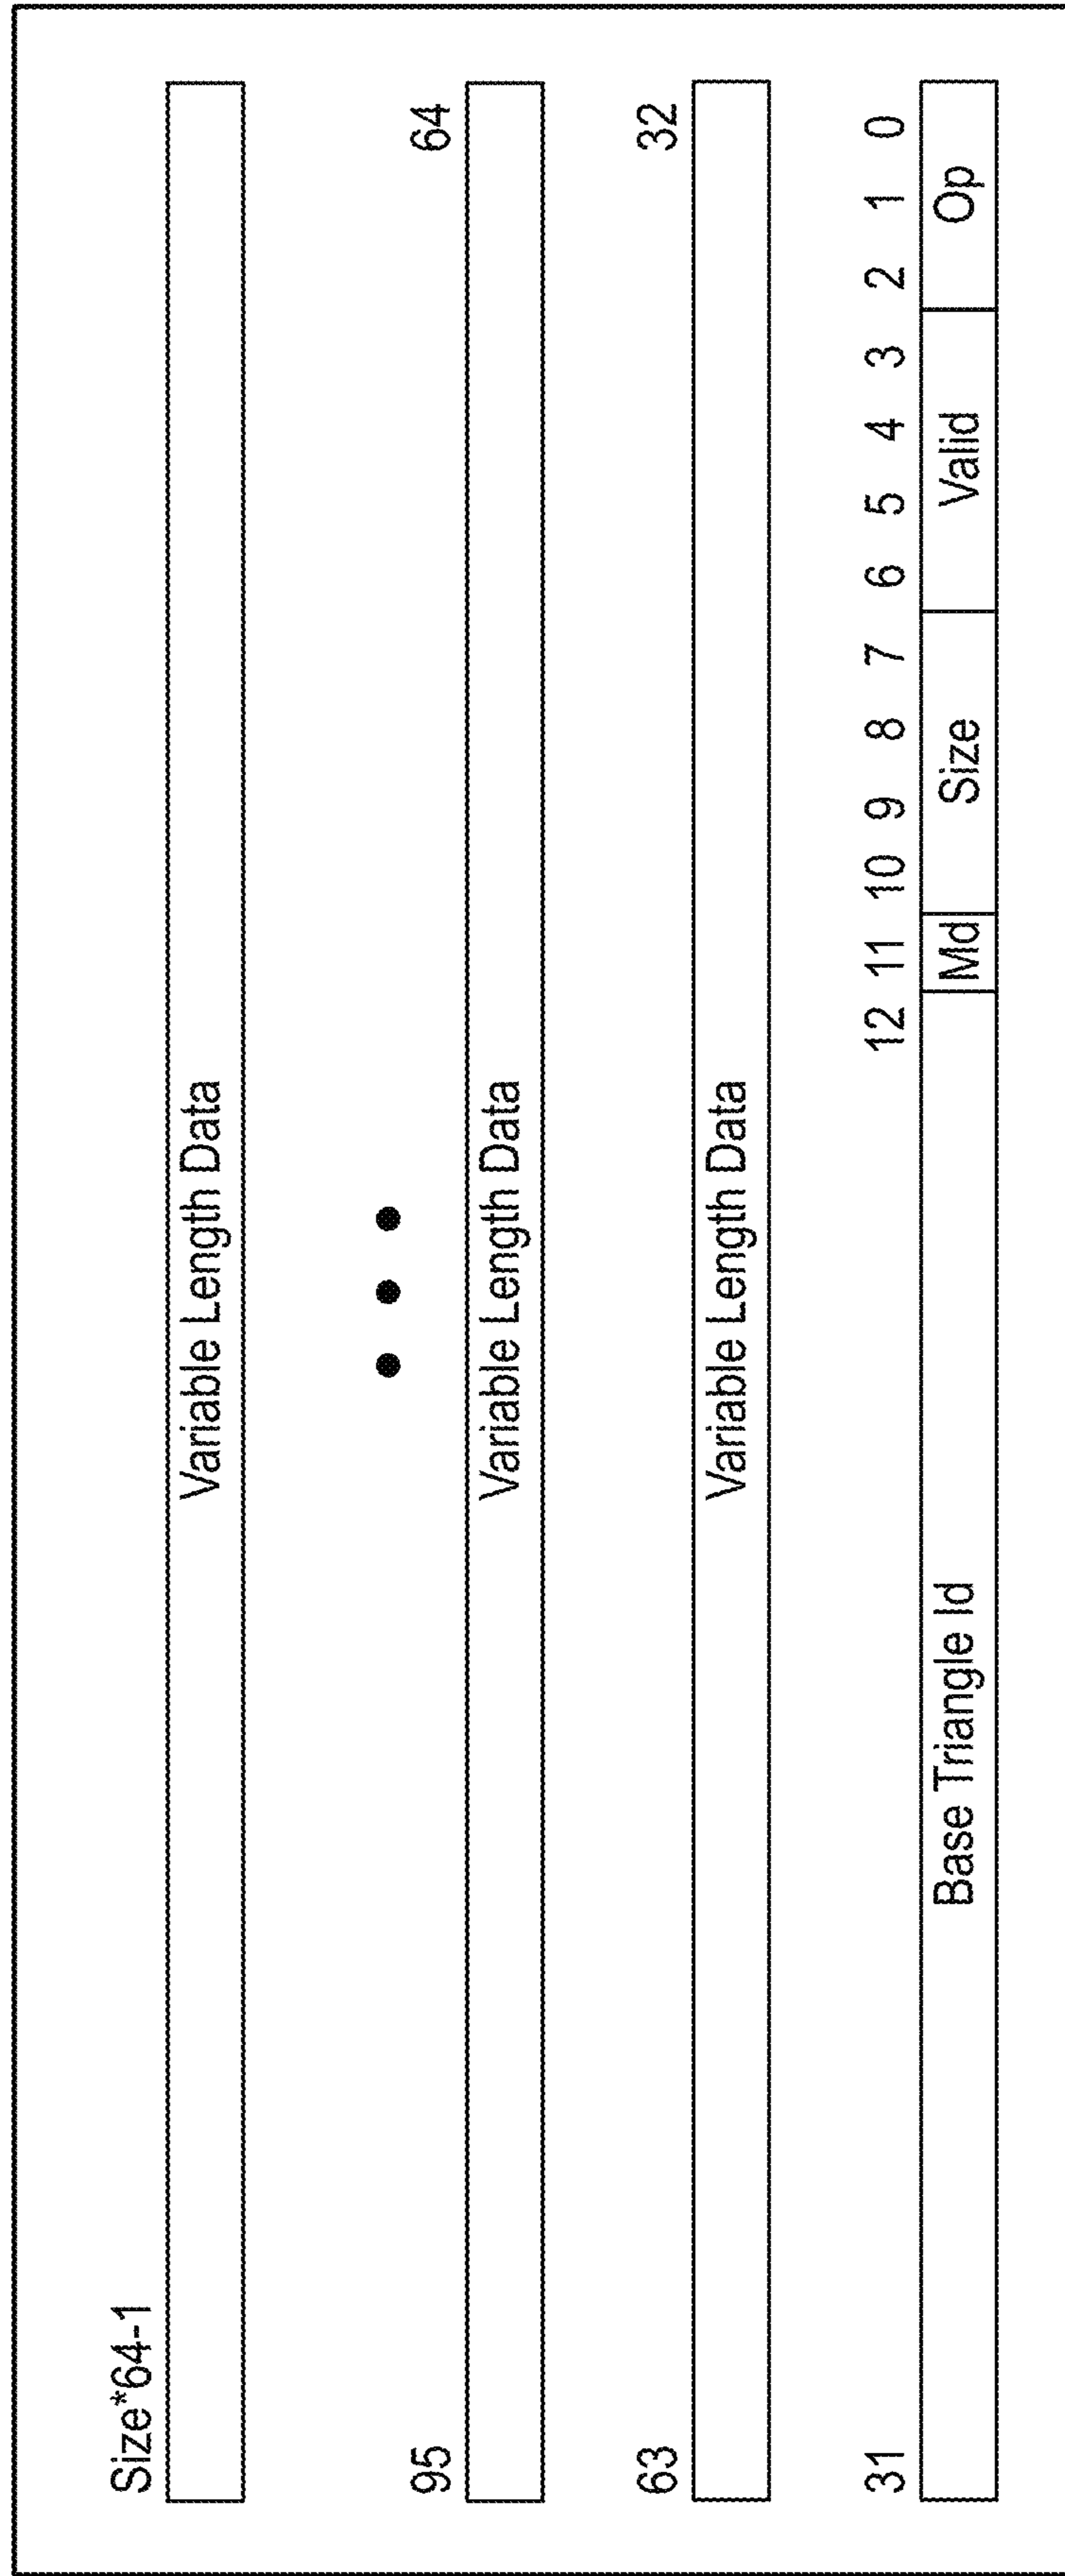 Size*64-1
Variable Length Data
95 64
Variable Length Data
63 32
Variable Length Data
31 12 11 10 9 8 7 6 5 4 3 2 1 0
Base Triangle Id Md Size Valid Op